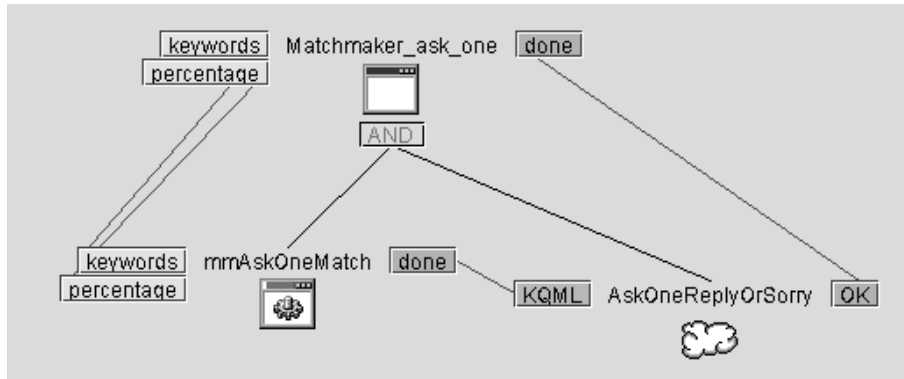 keywords Matchmaker_ask_one done
percentage
AND
keywords mmAskOneMatch done
percentage KQML AskOneReplyOrSorry OK